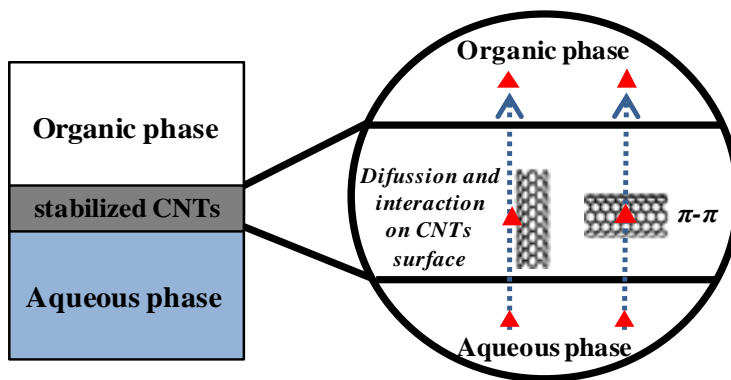 Organic phase
stabilized CNTs
Aqueous phase
Organic phase
Difussion and
interaction
on CNTs
surface
π-π
Aqueous phase